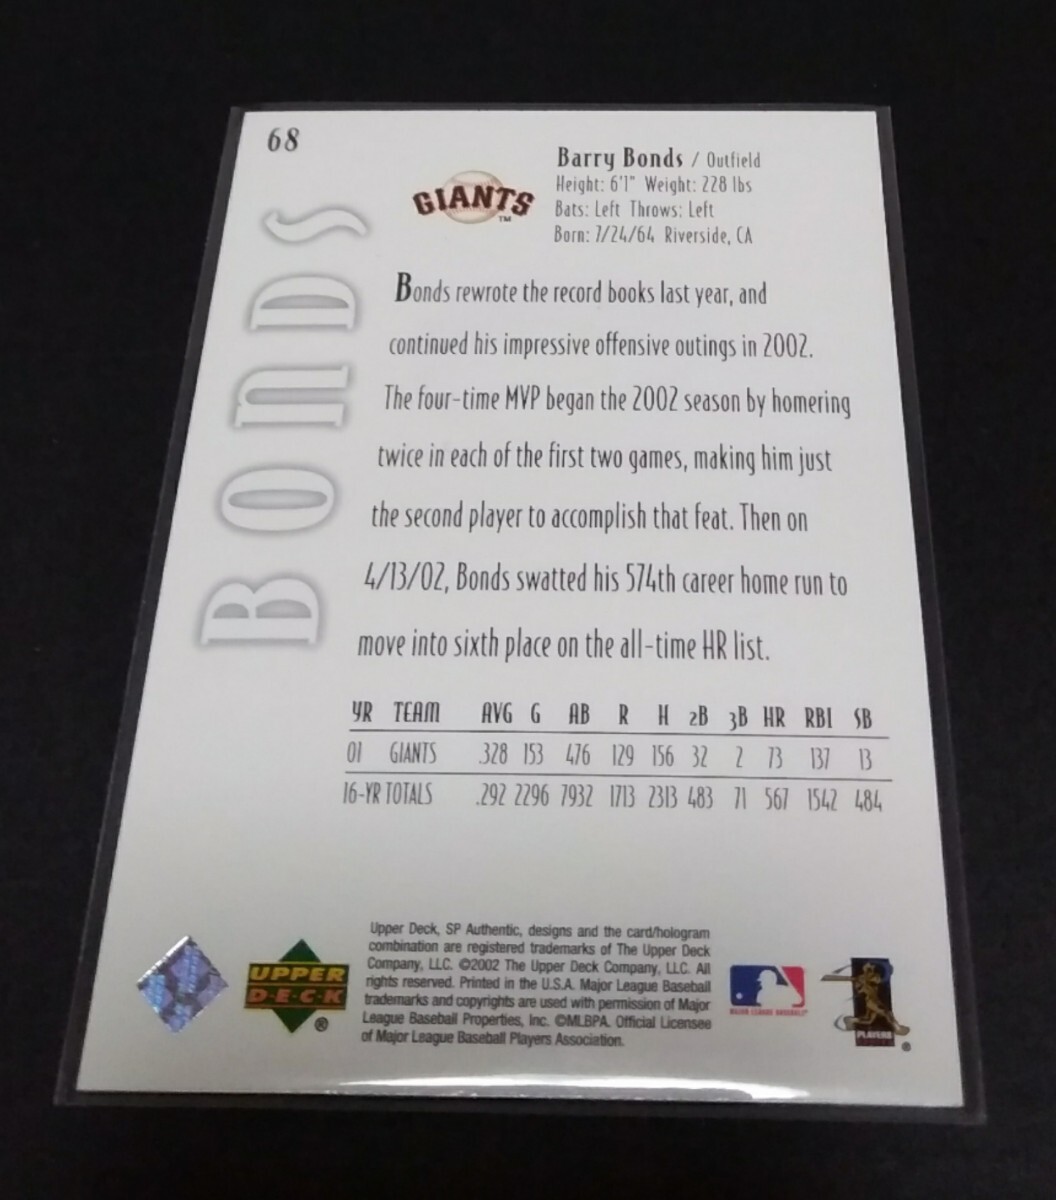 68
BONDS
GIANTS
TM
Barry Bonds / Outfield
Height: 6'1" Weight: 228 lbs
Bats: Left Throws: Left
Born: 7/24/64 Riverside, CA
Bonds rewrote the record books last year, and
continued his impressive offensive outings in 2002.
The four-time MVP began the 2002 season by homering
twice in each of the first two games, making him just
the second player to accomplish that feat. Then on
4/13/02, Bonds swatted his 574th career home run to
move into sixth place on the all-time HR list.
YR TEAM AVG G AB R H 2B 3B HR RBI SB
01 GIANTS .328 153 476 129 156 32 2 73 137 13
16-YR TOTALS .292 2296 7932 1713 2313 483 71 567 1542 484
Upper Deck, SP Authentic, designs and the card/hologram
combination are registered trademarks of The Upper Deck
Company, LLC. ©2002 The Upper Deck Company, LLC. All
rights reserved. Printed in the U.S.A. Major League Baseball
trademarks and copyrights are used with permission of Major
League Baseball Properties, Inc. ©MLBPA. Official Licensee
of Major League Baseball Players Association.
UPPER
D·E·C·K
®
MAJOR LEAGUE BASEBALL
PLAYERS
®